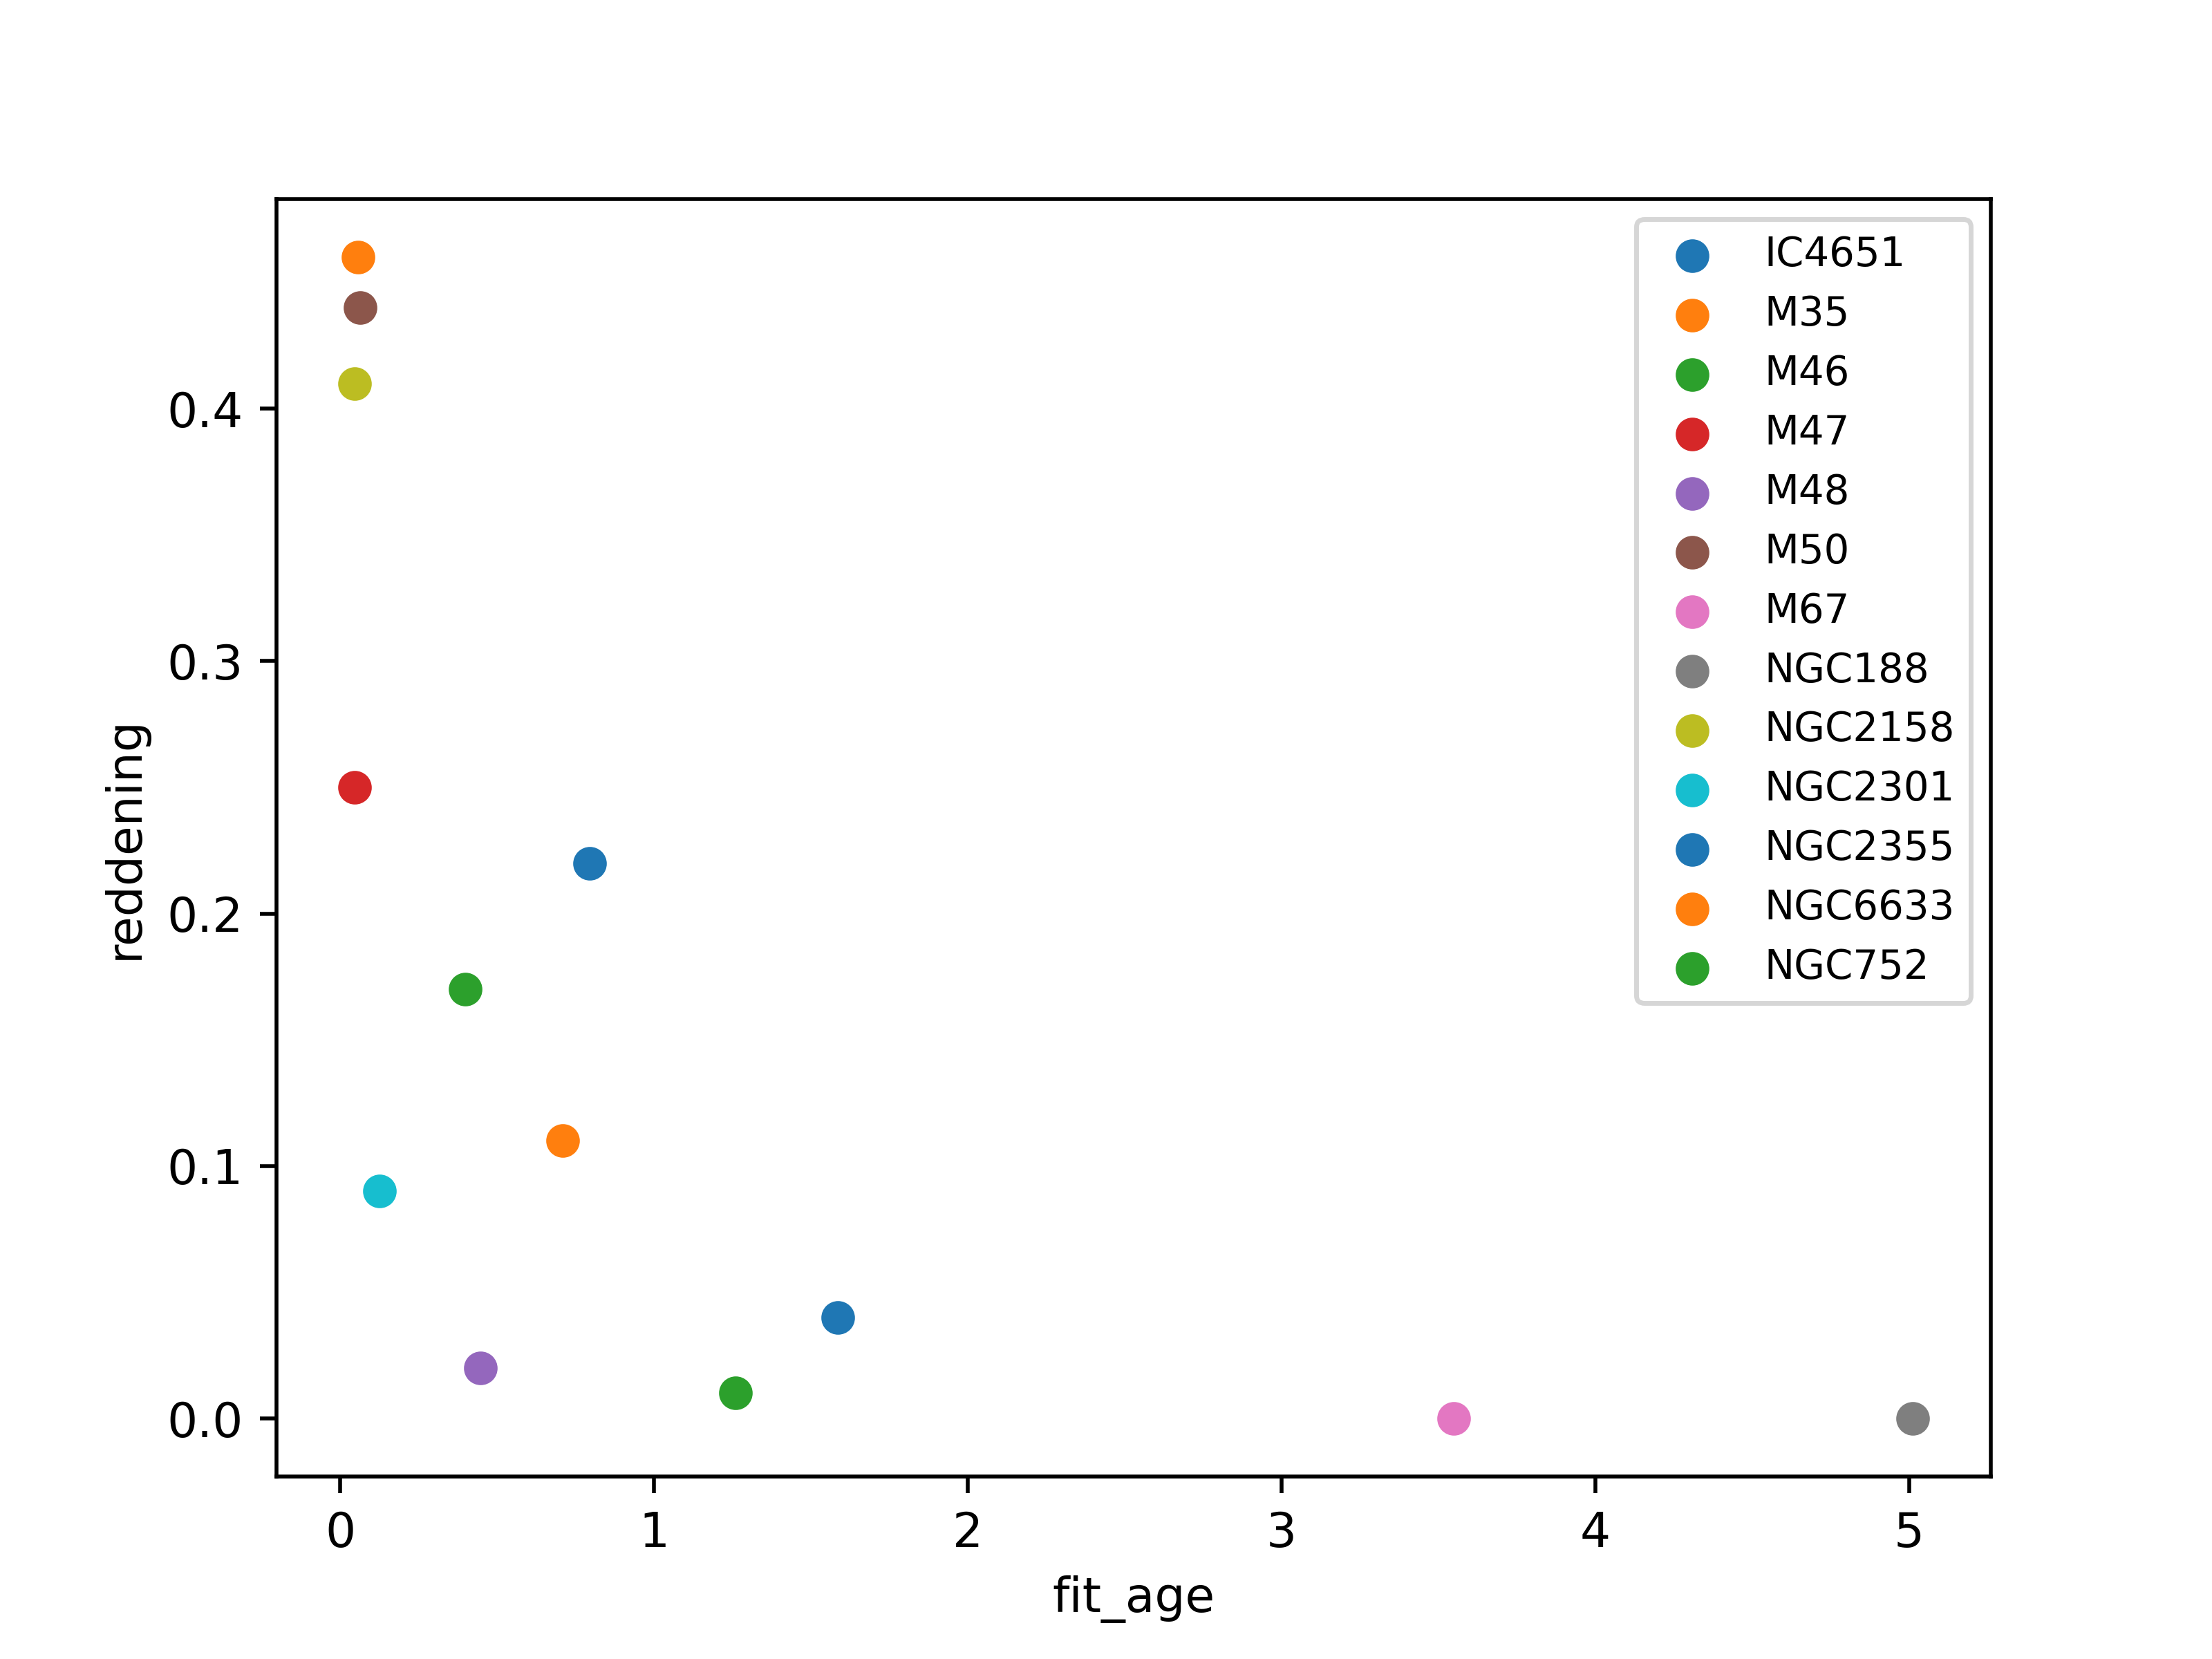 IC4651
M35
M46
M47
M48
M50
M67
NGC188
NGC2158
NGC2301
NGC2355
NGC6633
NGC752
reddening
0.4
0.3
0.2
0.1
0.0
0 1 2 3 4 5
fit_age